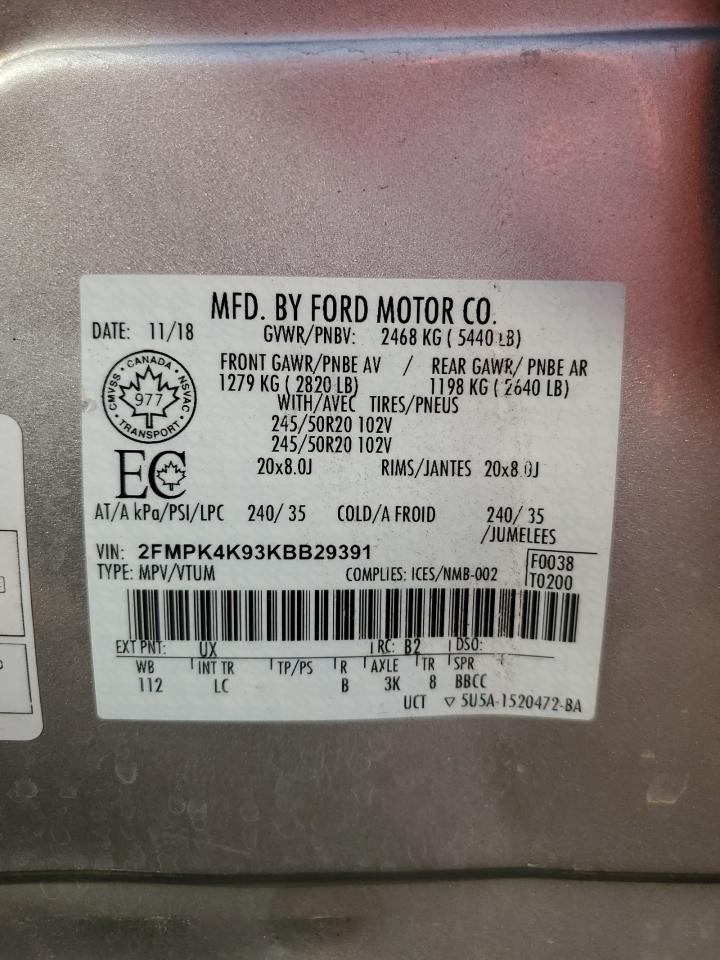 MFD. BY FORD MOTOR CO.
DATE: 11/18 GVWR/PNBV: 2468 KG ( 5440 LB)
FRONT GAWR/PNBE AV / REAR GAWR/ PNBE AR
1279 KG ( 2820 LB) 1198 KG ( 2640 LB)
WITH/AVEC TIRES/PNEUS
245/50R20 102V
245/50R20 102V
CANADA
CMVSS 977 NSVAC
TRANSPORT
EC
20x8.0J RIMS/JANTES 20x8.0J
AT/A kPa/PSI/LPC 240/ 35 COLD/A FROID 240/ 35
/JUMELEES
VIN: 2FMPK4K93KBB29391
TYPE: MPV/VTUM COMPLIES: ICES/NMB-002
F0038
T0200
EXT PNT: UX RC: B2 DSO:
WB INT TR TP/PS R AXLE TR SPR
112 LC B 3K 8 BBCC
UCT ▽ 5U5A-1520472-BA